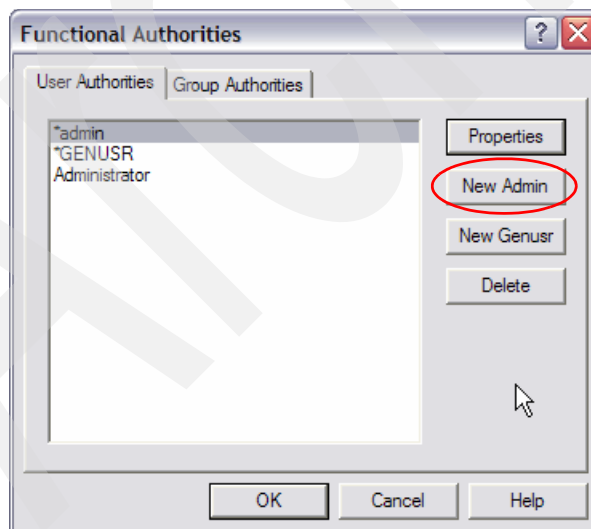 Functional Authorities
User Authorities
Group Authorities
*admin
*GENUSR
Administrator
Properties
New Admin
New Genusr
Delete
OK
Cancel
Help